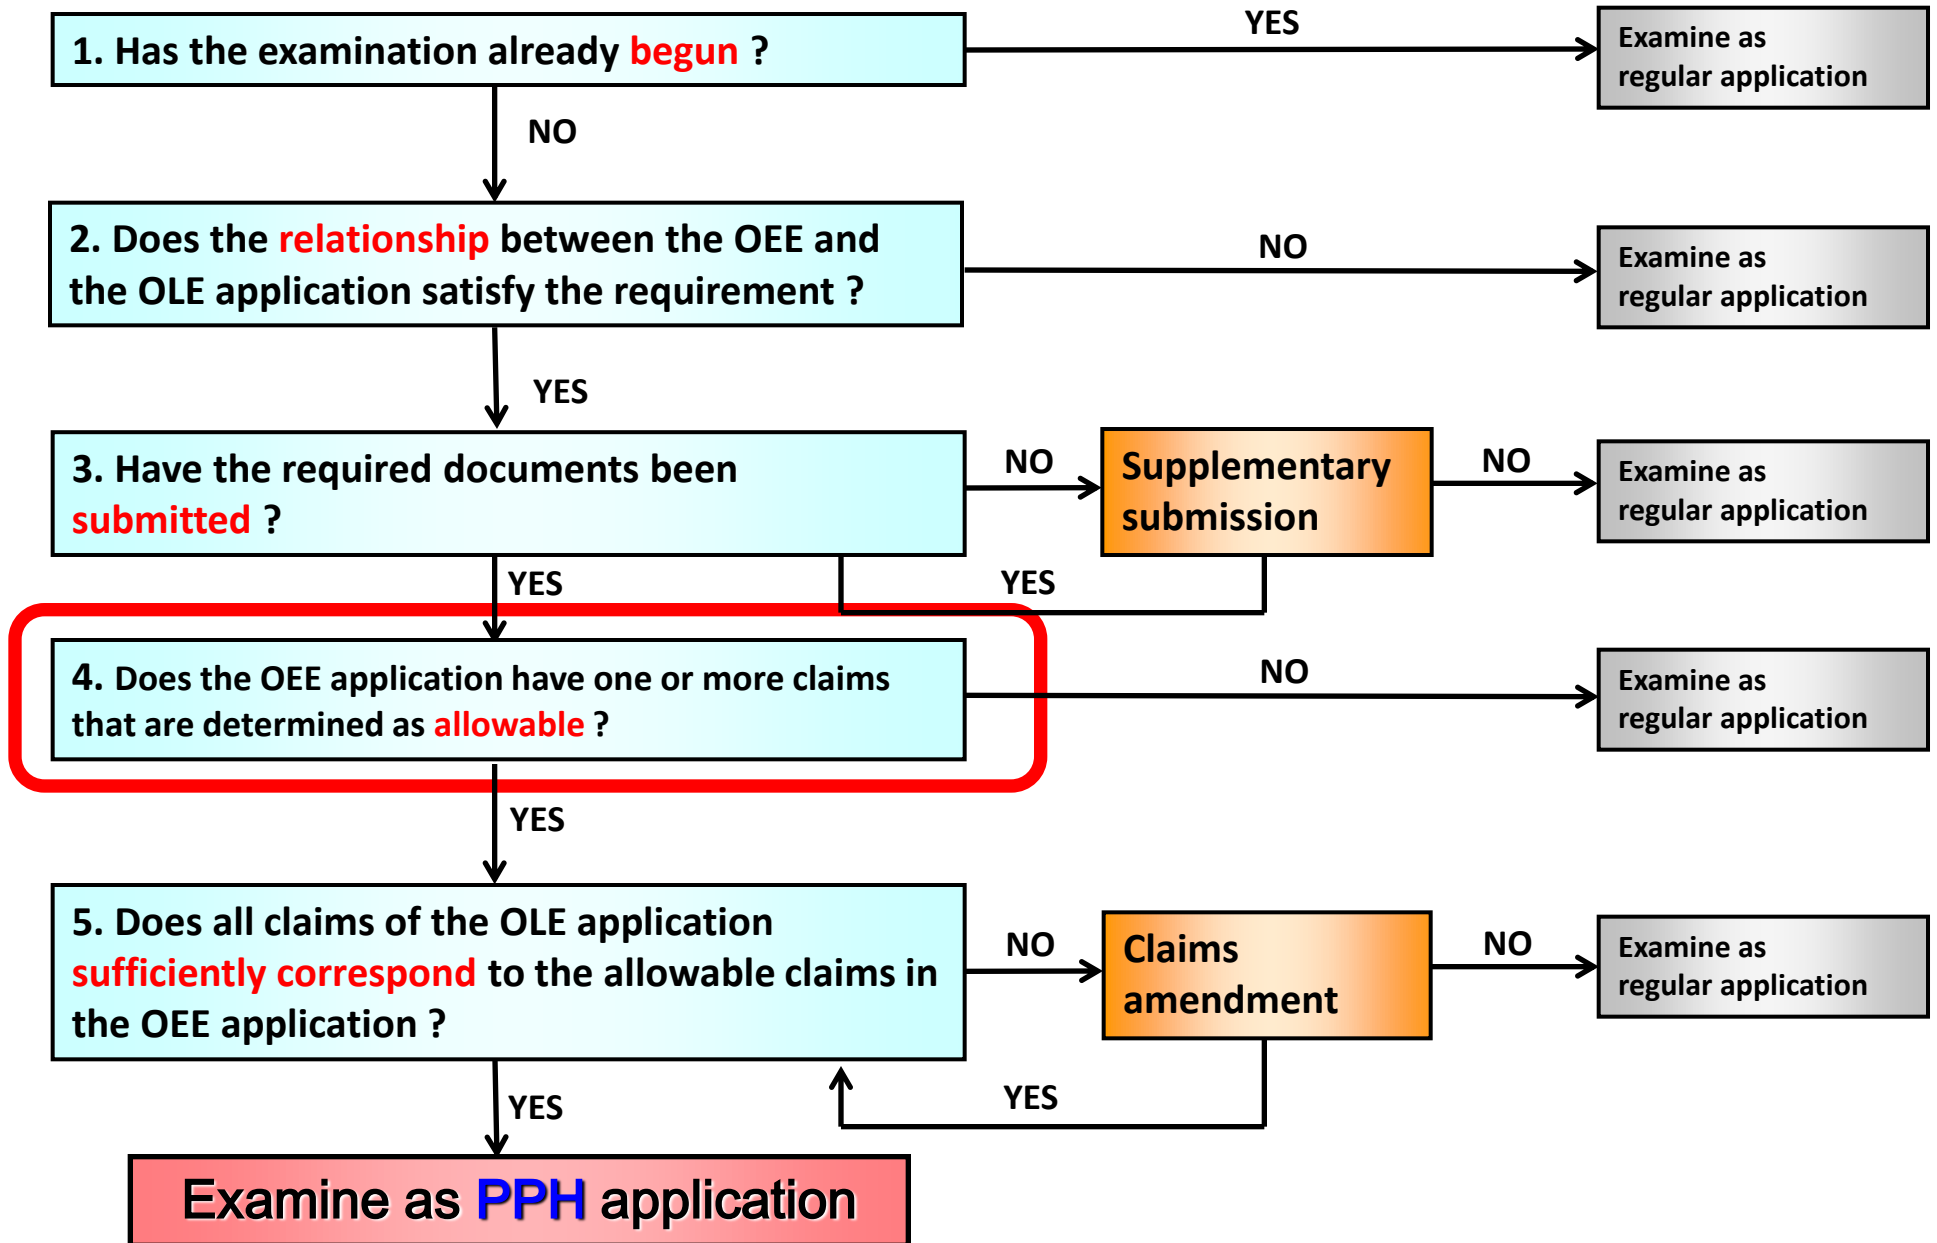 1. Has the examination already begun ?
YES
Examine as
regular application
NO
2. Does the relationship between the OEE and
the OLE application satisfy the requirement ?
NO
Examine as
regular application
YES
3. Have the required documents been
submitted ?
NO
Supplementary
submission
NO
Examine as
regular application
YES
YES
4. Does the OEE application have one or more claims
that are determined as allowable ?
NO
Examine as
regular application
YES
5. Does all claims of the OLE application
sufficiently correspond to the allowable claims in
the OEE application ?
NO
Claims
amendment
NO
Examine as
regular application
YES
YES
Examine as PPH application